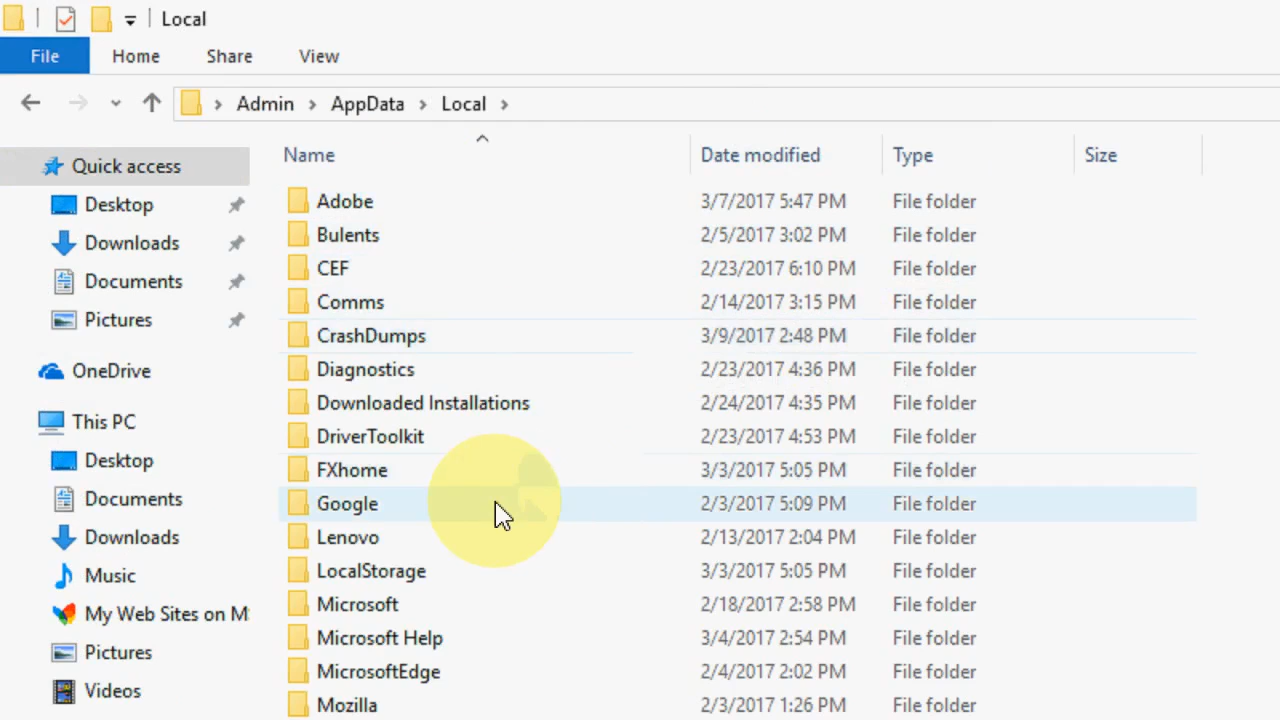 Local
File Home Share View
Admin AppData Local
Name Date modified Type Size
Quick access
Desktop
Downloads
Documents
Pictures
OneDrive
This PC
Desktop
Documents
Downloads
Music
My Web Sites on M
Pictures
Videos
Adobe 3/7/2017 5:47 PM File folder
Bulents 2/5/2017 3:02 PM File folder
CEF 2/23/2017 6:10 PM File folder
Comms 2/14/2017 3:15 PM File folder
CrashDumps 3/9/2017 2:48 PM File folder
Diagnostics 2/23/2017 4:36 PM File folder
Downloaded Installations 2/24/2017 4:35 PM File folder
DriverToolkit 2/23/2017 4:53 PM File folder
FXhome 3/3/2017 5:05 PM File folder
Google 2/3/2017 5:09 PM File folder
Lenovo 2/13/2017 2:04 PM File folder
LocalStorage 3/3/2017 5:05 PM File folder
Microsoft 2/18/2017 2:58 PM File folder
Microsoft Help 3/4/2017 2:54 PM File folder
MicrosoftEdge 2/4/2017 2:02 PM File folder
Mozilla 2/3/2017 1:26 PM File folder